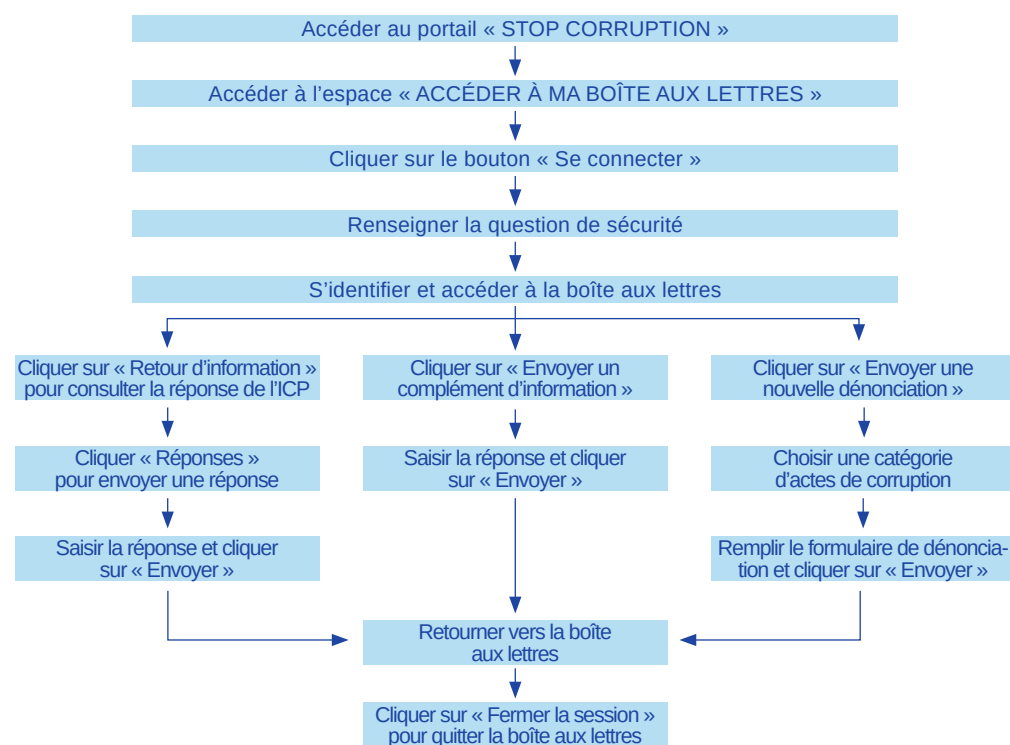 Accéder au portail « STOP CORRUPTION »
Accéder à l’espace « ACCÉDER À MA BOÎTE AUX LETTRES »
Cliquer sur le bouton « Se connecter »
Renseigner la question de sécurité
S’identifier et accéder à la boîte aux lettres
Cliquer sur « Retour d’information »
pour consulter la réponse de l’ICP
Cliquer « Réponses »
pour envoyer une réponse
Saisir la réponse et cliquer
sur « Envoyer »
Cliquer sur « Envoyer un
complément d’information »
Saisir la réponse et cliquer
sur « Envoyer »
Cliquer sur « Envoyer une
nouvelle dénonciation »
Choisir une catégorie
d’actes de corruption
Remplir le formulaire de dénoncia-
tion et cliquer sur « Envoyer »
Retourner vers la boîte
aux lettres
Cliquer sur « Fermer la session »
pour quitter la boîte aux lettres